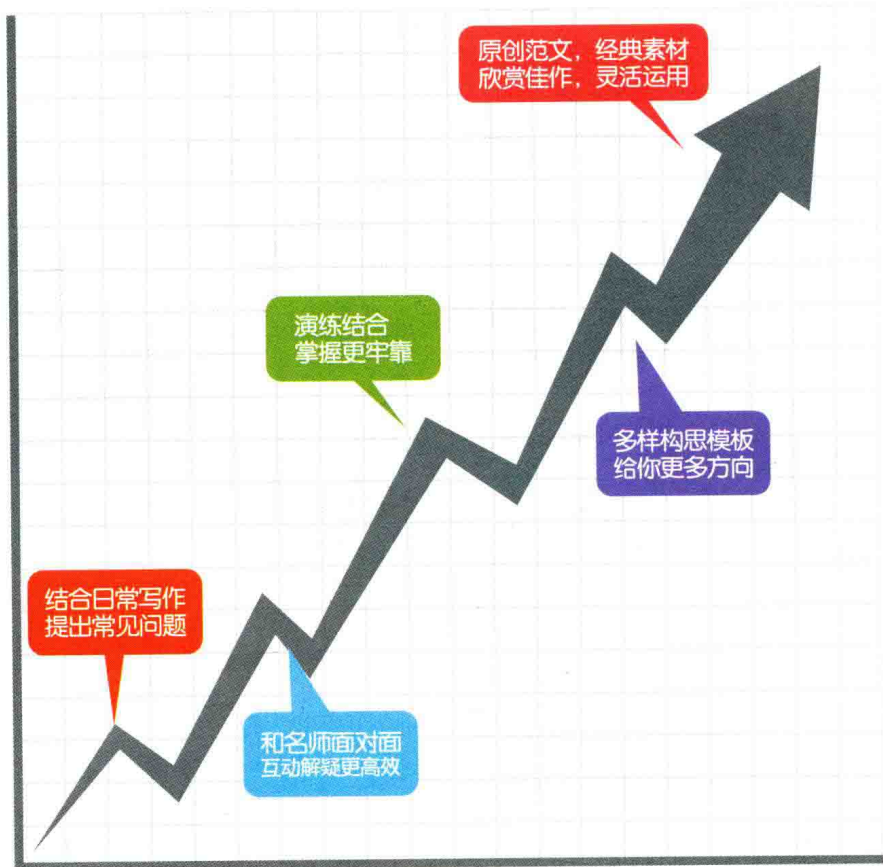 原创范文，经典素材
欣赏佳作，灵活运用
演练结合
掌握更牢靠
多样构思模板
给你更多方向
结合日常写作
提出常见问题
和名师面对面
互动解疑更高效